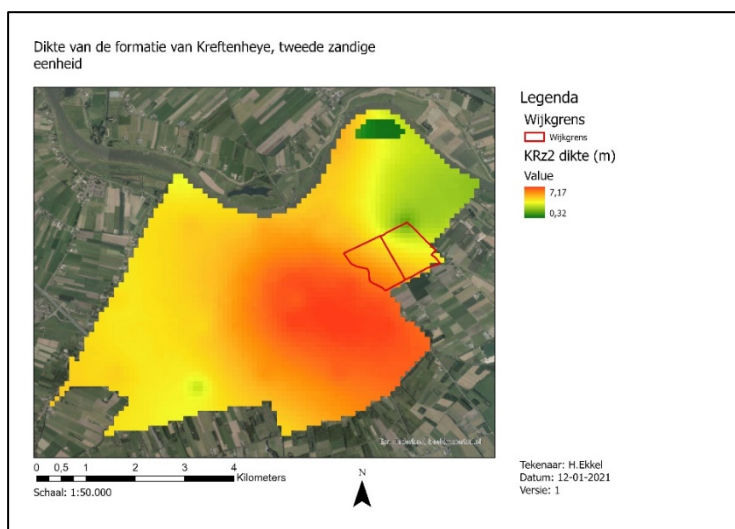 Dikte van de formatie van Kreftenheye, tweede zandige
eenheid
Legenda
Wijkgrens
Wijkgrens
KRz2 dikte (m)
Value
7,17
0,32
0 0,5 1 2 3 4
Kilometers
Schaal: 1:50.000
N
Tekenaar: H.Ekkel
Datum: 12-01-2021
Versie: 1